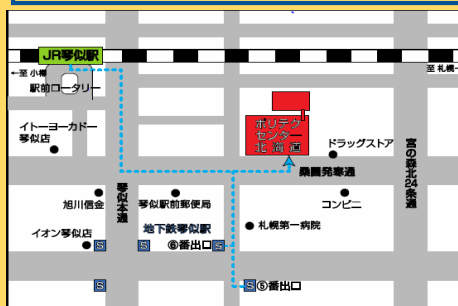 JR琴似駅
←至 小樽
至 札幌
駅前ロータリー
イトーヨーカドー
琴似店
ポリテク
センター
北海道
ドラッグストア
桑園発寒通
宮の森北24条通
琴似本通
旭川信金
琴似駅前郵便局
コンビニ
地下鉄琴似駅
札幌第一病院
イオン琴似店
S
S
⑥番出口
S
S
S
⑤番出口